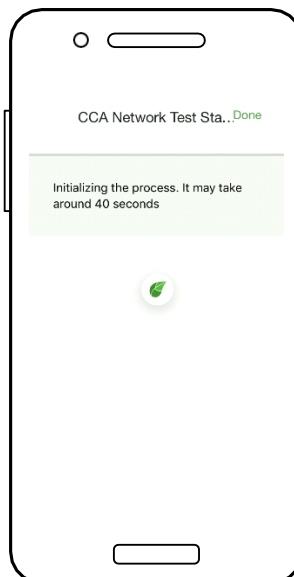 CCA Network Test Sta...Done
Initializing the process. It may take
around 40 seconds